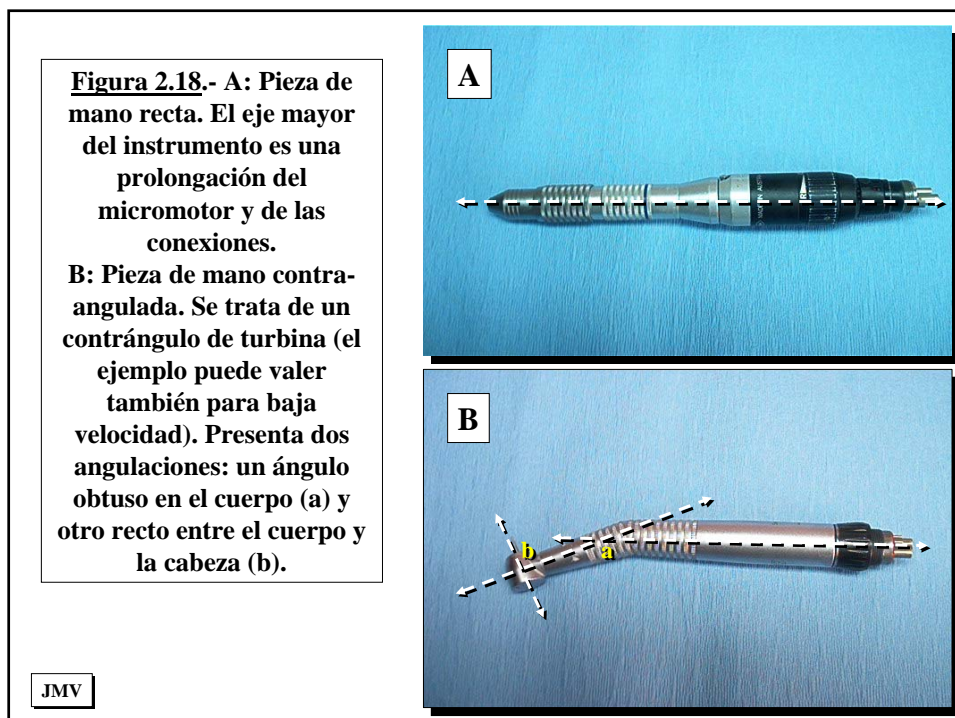 Figura 2.18.- A: Pieza de
mano recta. El eje mayor
del instrumento es una
prolongación del
micromotor y de las
conexiones.
B: Pieza de mano contra-
angulada. Se trata de un
contrángulo de turbina (el
ejemplo puede valer
también para baja
velocidad). Presenta dos
angulaciones: un ángulo
obtuso en el cuerpo (a) y
otro recto entre el cuerpo y
la cabeza (b).
JMV
A
R
B
b
a